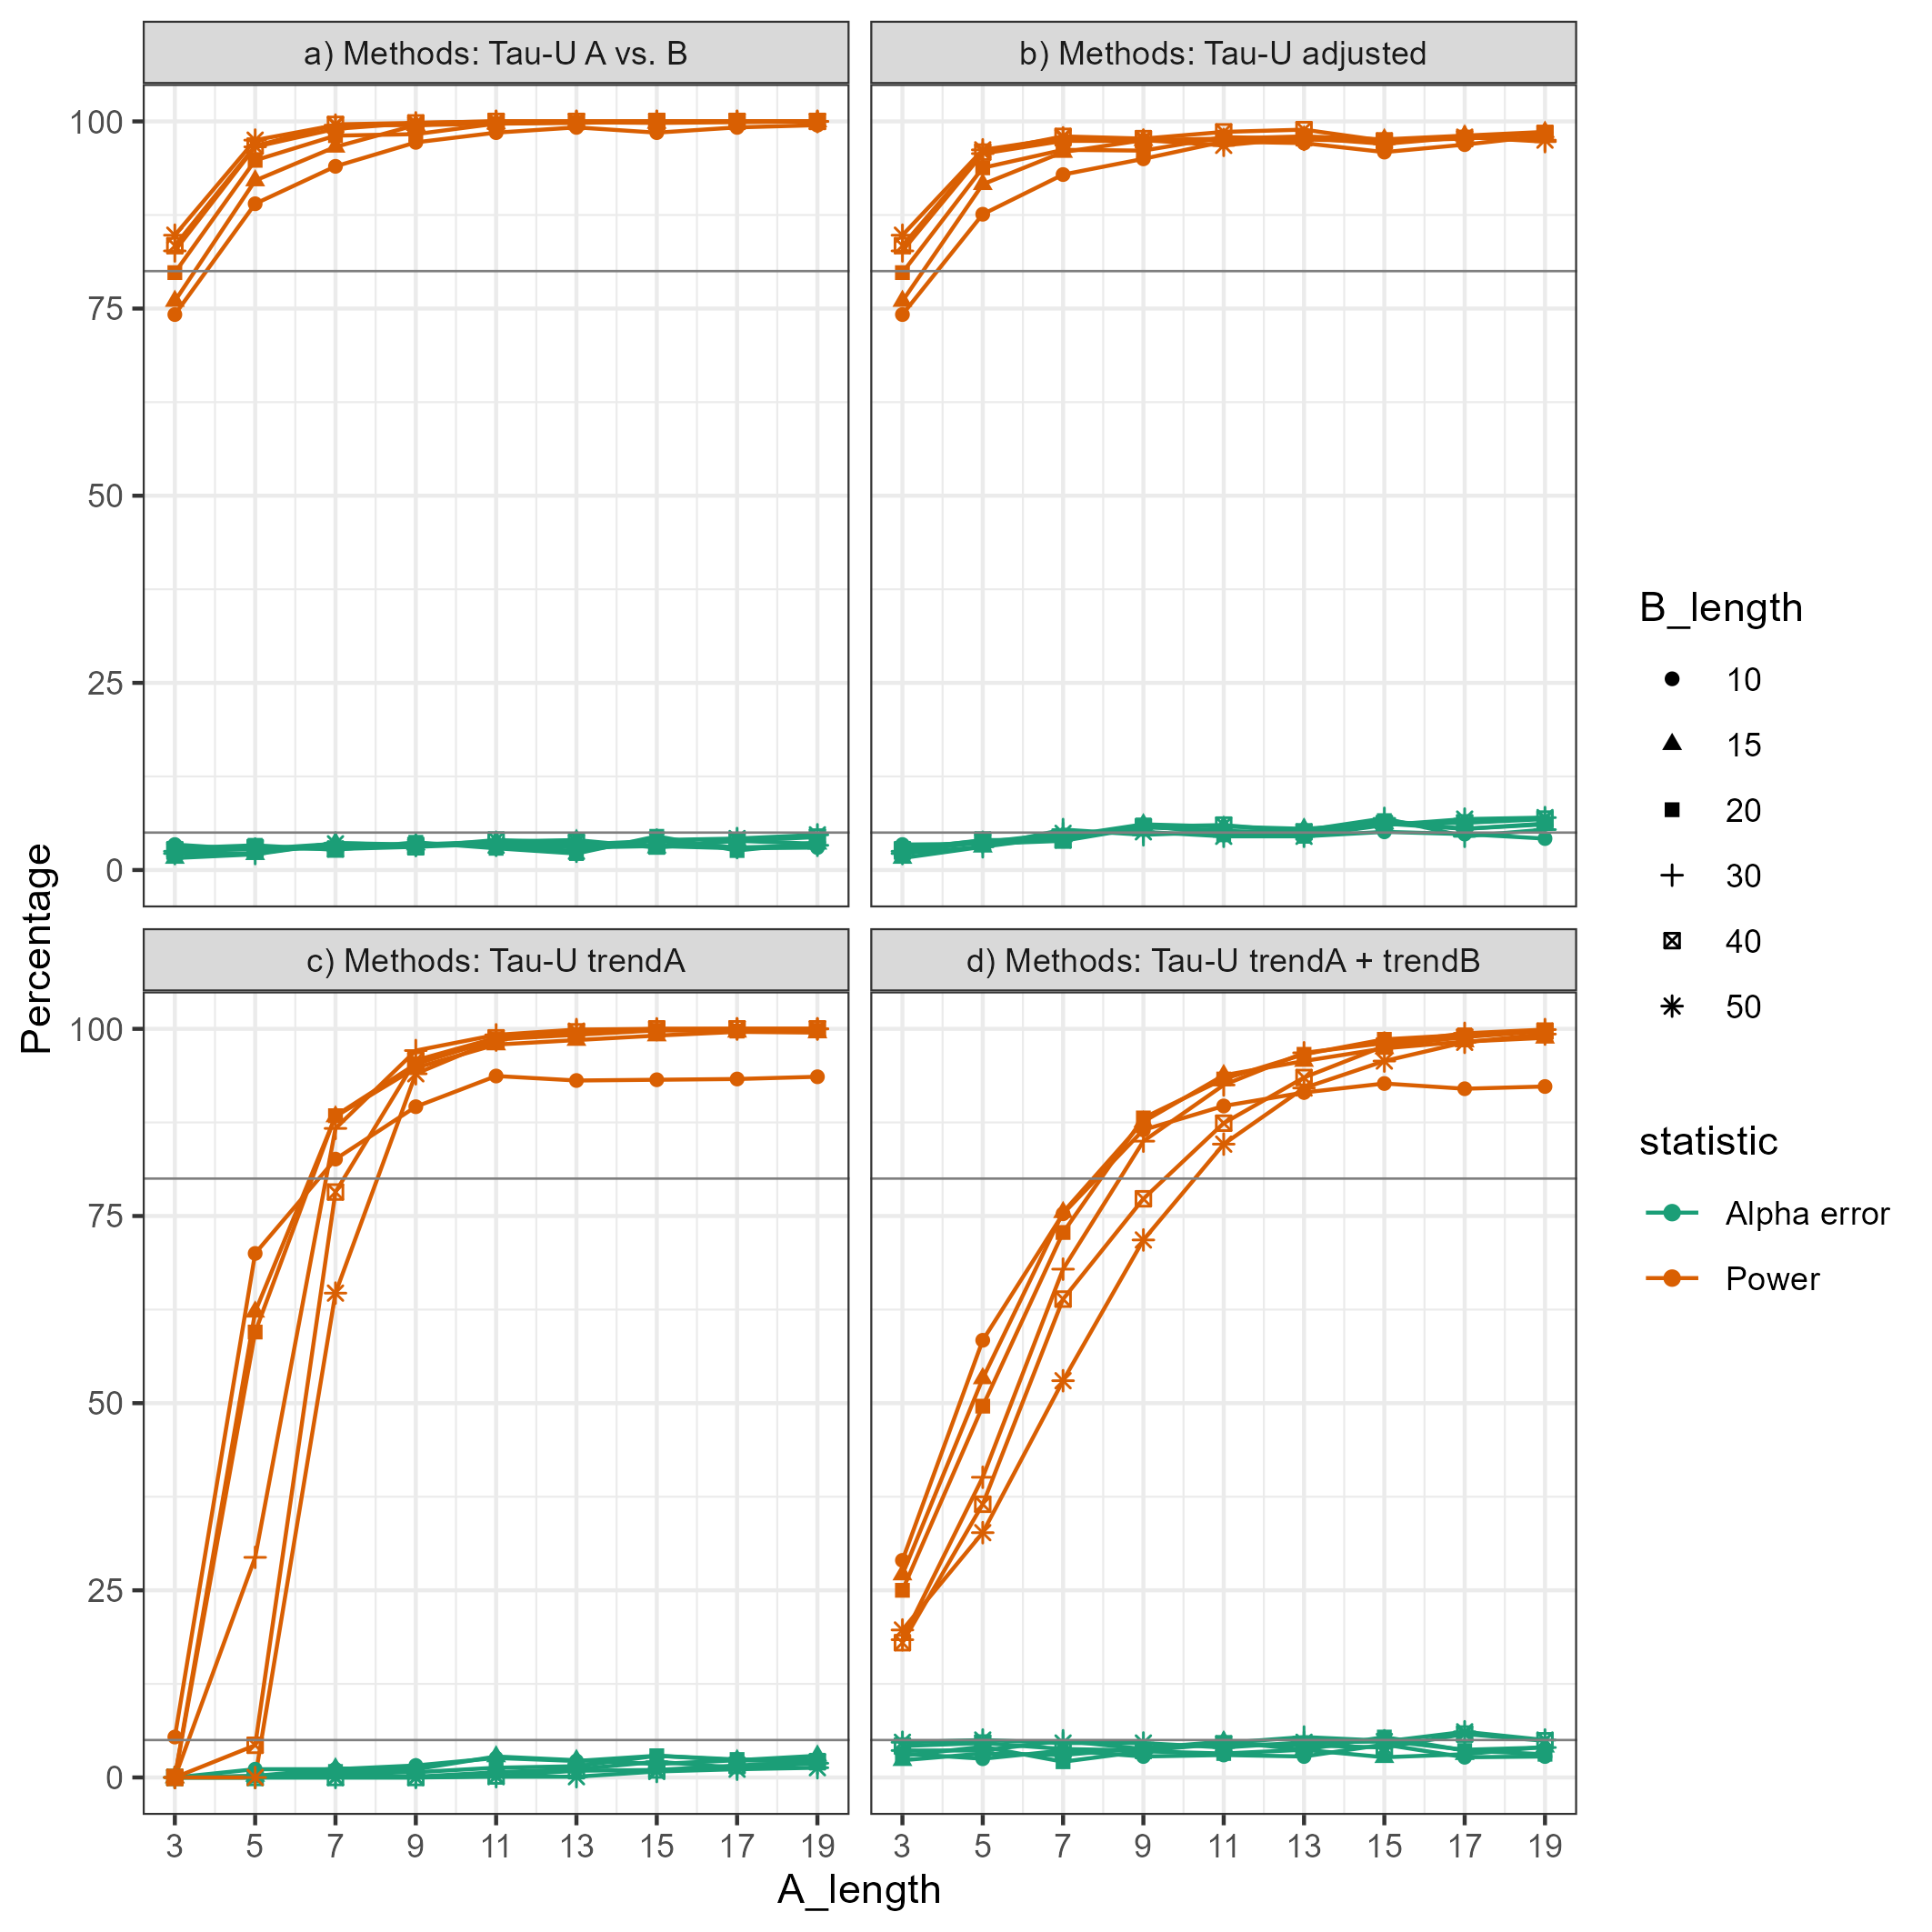 a) Methods: Tau-U A vs. B
b) Methods: Tau-U adjusted
100
75
50
25
0
c) Methods: Tau-U trendA
d) Methods: Tau-U trendA + trendB
100
75
50
25
0
3 5 7 9 11 13 15 17 19
3 5 7 9 11 13 15 17 19
A_length
Percentage
B_length
10
15
20
30
40
50
statistic
Alpha error
Power